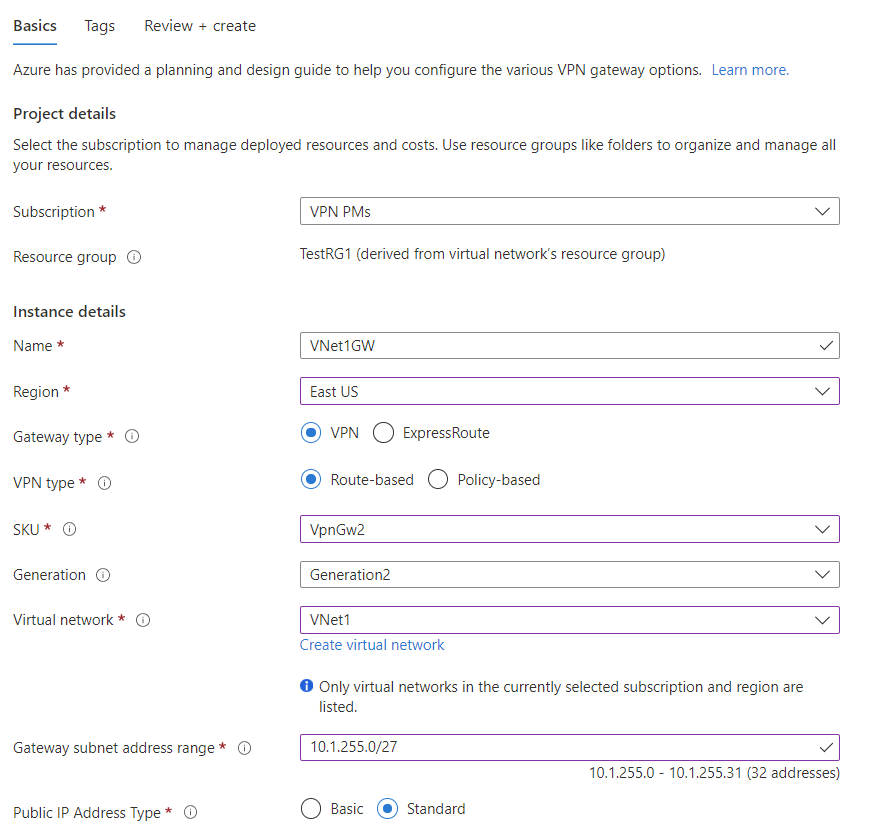 Basics Tags Review + create
Azure has provided a planning and design guide to help you configure the various VPN gateway options. Learn more.
Project details
Select the subscription to manage deployed resources and costs. Use resource groups like folders to organize and manage all
your resources.
Subscription * VPN PMs
Resource group TestRG1 (derived from virtual network's resource group)
Instance details
Name * VNet1GW
Region * East US
Gateway type * VPN ExpressRoute
VPN type * Route-based Policy-based
SKU * VpnGw2
Generation Generation2
Virtual network * VNet1
Create virtual network
Only virtual networks in the currently selected subscription and region are
listed.
Gateway subnet address range * 10.1.255.0/27
10.1.255.0 - 10.1.255.31 (32 addresses)
Public IP Address Type * Basic Standard